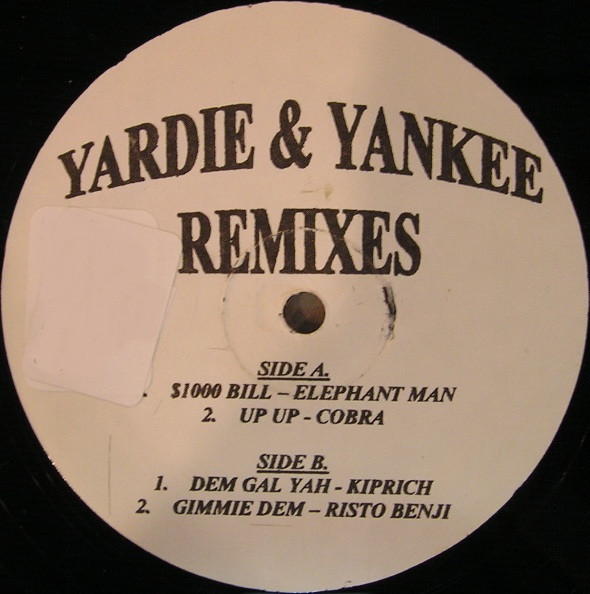 YARDIE & YANKEE
REMIXES
SIDE A.
. $1000 BILL – ELEPHANT MAN
2. UP UP - COBRA
SIDE B.
1. DEM GAL YAH - KIPRICH
2. GIMMIE DEM – RISTO BENJI